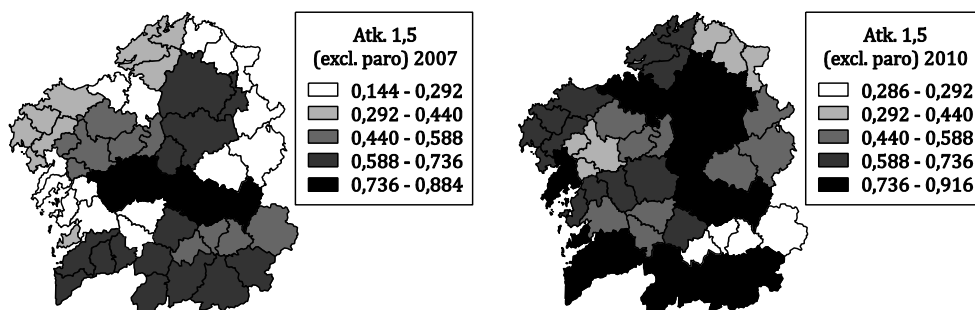 Atk. 1,5
(excl. paro) 2007
0,144 - 0,292
0,292 - 0,440
0,440 - 0,588
0,588 - 0,736
0,736 - 0,884
Atk. 1,5
(excl. paro) 2010
0,286 - 0,292
0,292 - 0,440
0,440 - 0,588
0,588 - 0,736
0,736 - 0,916